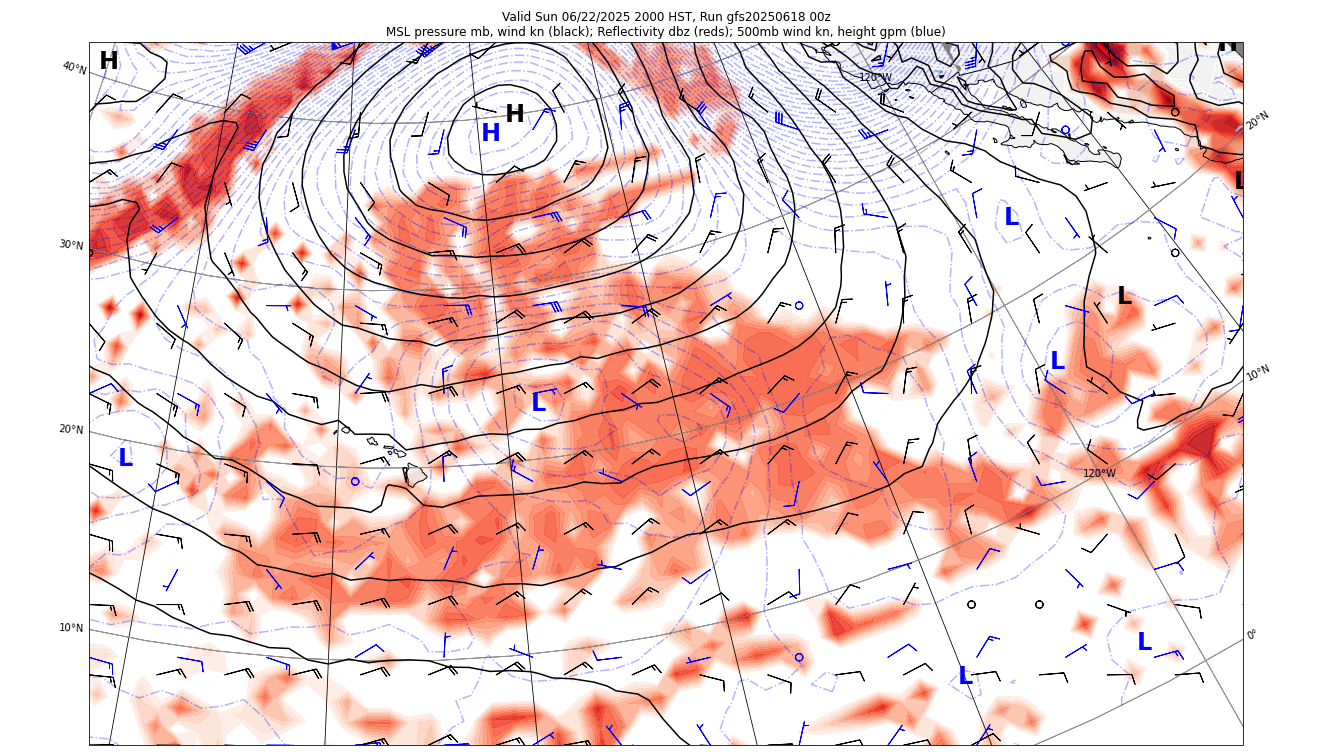 Valid Sun 06/22/2025 2000 HST, Run gfs20250618 00z
MSL pressure mb, wind kn (black); Reflectivity dbz (reds); 500mb wind kn, height gpm (blue)
H
H
40°N
120°W
H
H
20°N
L
L
30°N
L
10°N
L
L
20°N
L
120°W
10°N
0°
L
L